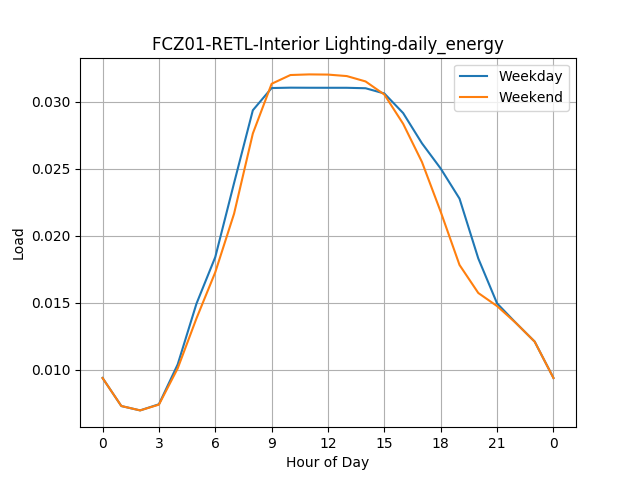 FCZ01-RETL-Interior Lighting-daily_energy
Weekday
Weekend
0.030
0.025
0.020
0.015
0.010
Load
0 3 6 9 12 15 18 21 0
Hour of Day